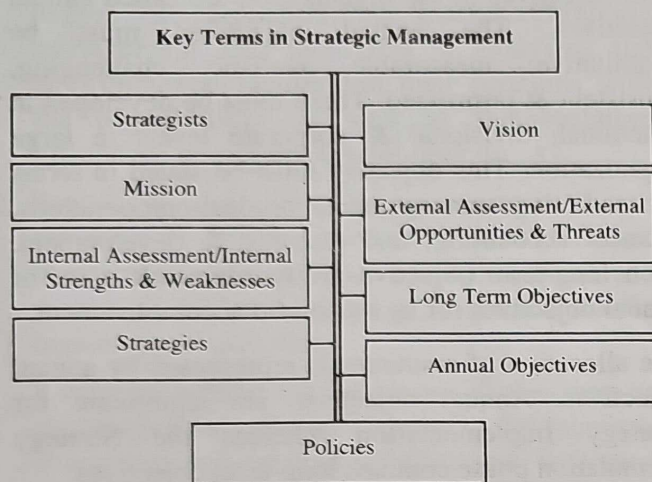 Key Terms in Strategic Management
Strategists
Vision
Mission
External Assessment/External
Opportunities & Threats
Internal Assessment/Internal
Strengths & Weaknesses
Long Term Objectives
Strategies
Annual Objectives
Policies